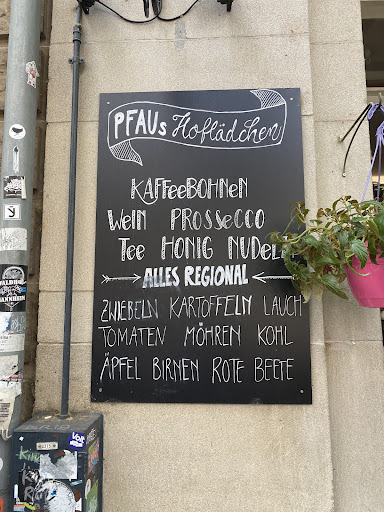 PFAUs Hoflädchen
KAFFeeBOHNeN
WeiN PROSSeCCO
Tee HONIG NUDelN
ALLES REGIONAL
ZWIEBELN KARTOFFELN LAUCH
TOMATEN MÖHREN KOHL
ÄPFEL BIRNEN ROTE BEETE